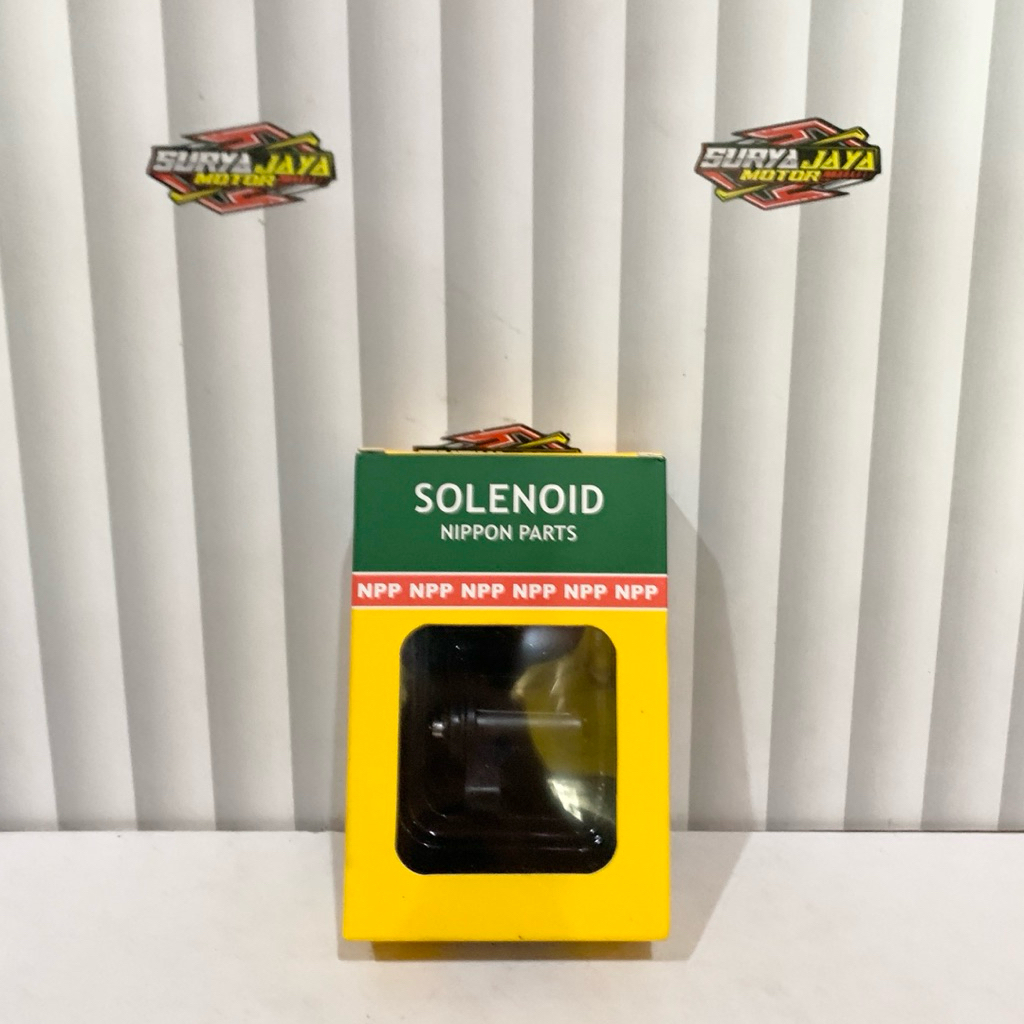 SURYA JAYA
MOTOR
SURYA JAYA
MOTOR
SOLENOID
NIPPON PARTS
NPP NPP NPP NPP NPP NPP